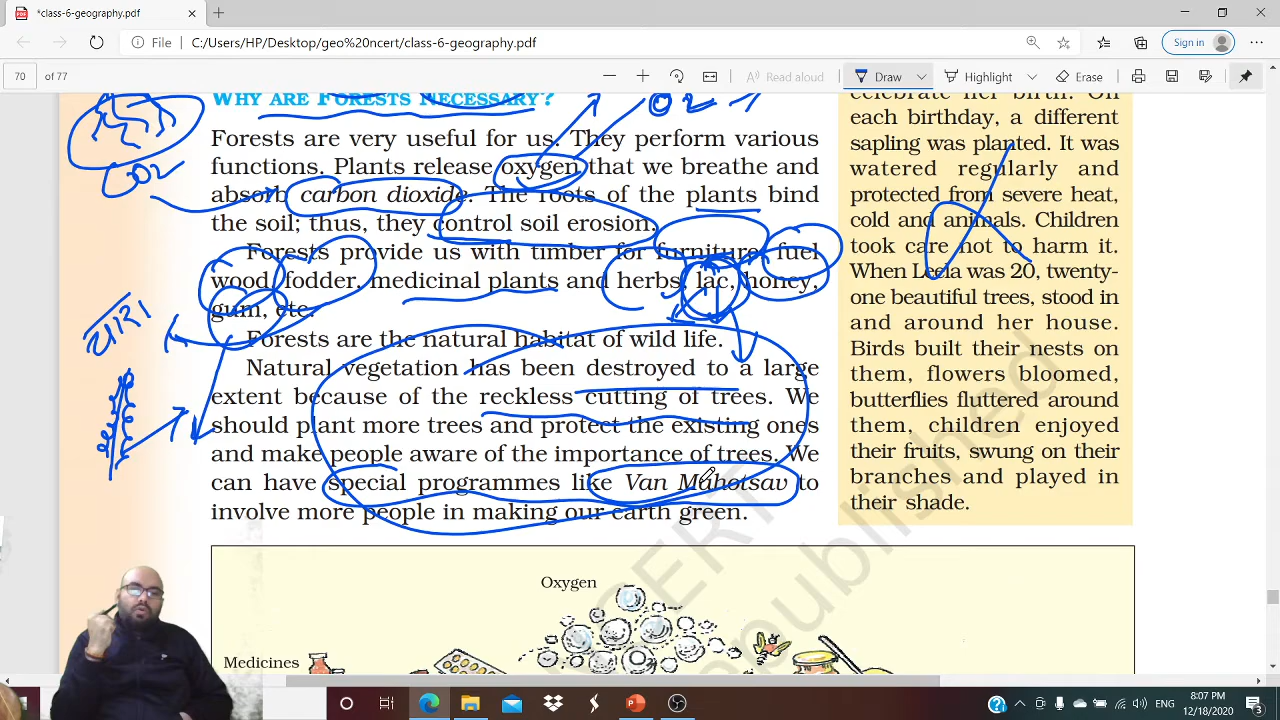 *class-6-geography.pdf
File
C:/Users/HP/Desktop/geo%20ncert/class-6-geography.pdf
Sign in
70 of 77
Read aloud
Draw
Highlight
Erase
WHY ARE FORESTS NECESSARY?
O2
CO2
Forests are very useful for us. They perform various
functions. Plants release oxygen that we breathe and
absorb carbon dioxide. The roots of the plants bind
the soil; thus, they control soil erosion.
Forests provide us with timber for furniture, fuel
wood, fodder, medicinal plants and herbs, lac, honey,
gum, etc.
Forests are the natural habitat of wild life.
Natural vegetation has been destroyed to a large
extent because of the reckless cutting of trees. We
should plant more trees and protect the existing ones
and make people aware of the importance of trees. We
can have special programmes like Van Mahotsav to
involve more people in making our earth green.
celebrate her birth. On
each birthday, a different
sapling was planted. It was
watered regularly and
protected from severe heat,
cold and animals. Children
took care not to harm it.
When Leela was 20, twenty-
one beautiful trees, stood in
and around her house.
Birds built their nests on
them, flowers bloomed,
butterflies fluttered around
them, children enjoyed
their fruits, swung on their
branches and played in
their shade.
Oxygen
Medicines
NCERT
republished
8:07 PM
12/18/2020
3